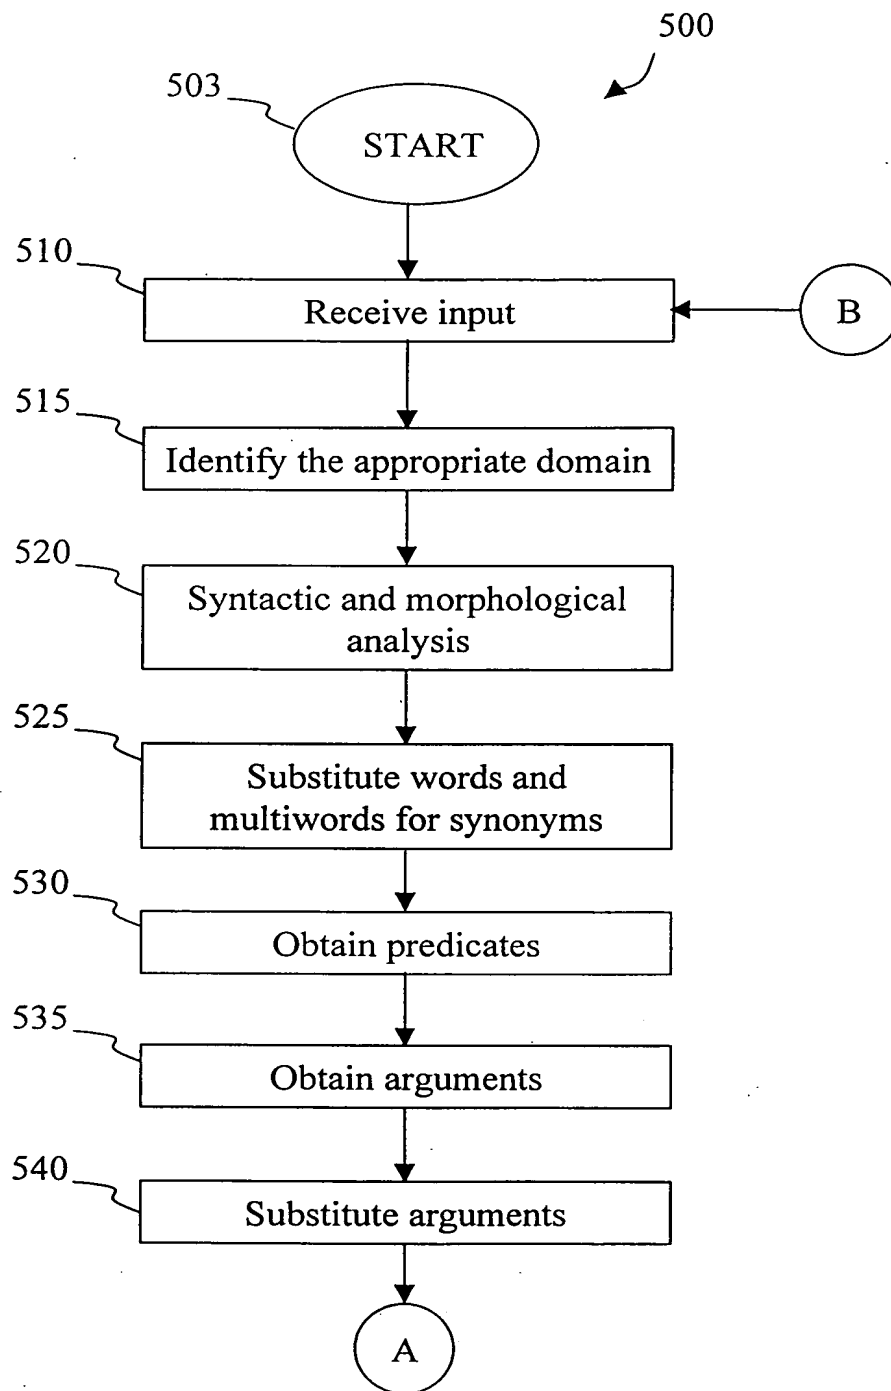 500
503
START
510
Receive input
B
515
Identify the appropriate domain
520
Syntactic and morphological
analysis
525
Substitute words and
multiwords for synonyms
530
Obtain predicates
535
Obtain arguments
540
Substitute arguments
A